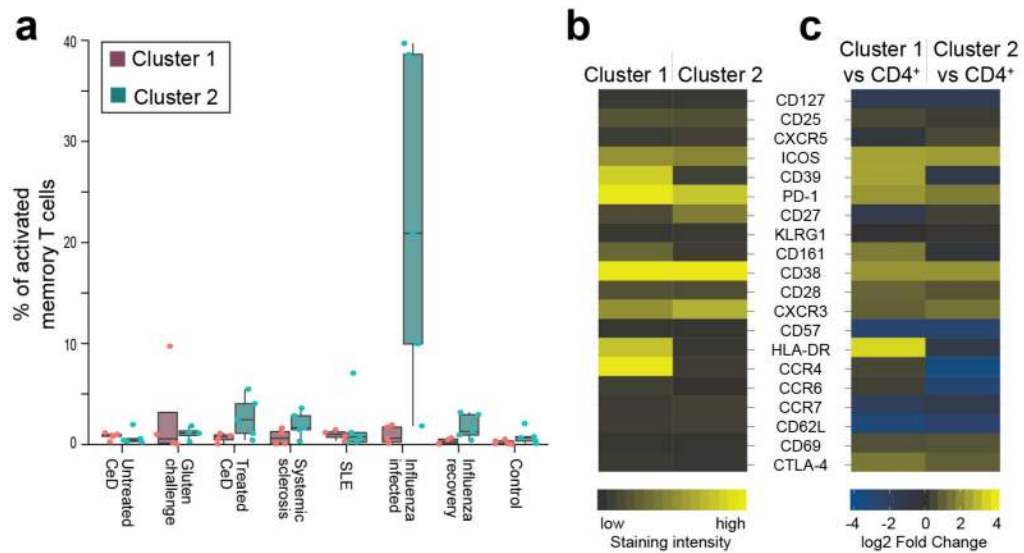 a
% of activated
memrory T cells
40
30
20
10
0
Cluster 1
Cluster 2
Untreated
CeD
Gluten
challenge
Treated
CeD
Systemic
sclerosis
SLE
Influenza
infected
Influenza
recovery
Control
b
Cluster 1
Cluster 2
low
high
Staining intensity
CD127
CD25
CXCR5
ICOS
CD39
PD-1
CD27
KLRG1
CD161
CD38
CD28
CXCR3
CD57
HLA-DR
CCR4
CCR6
CCR7
CD62L
CD69
CTLA-4
c
Cluster 1
vs CD4⁺
Cluster 2
vs CD4⁺
-4 -2 0 2 4
log2 Fold Change